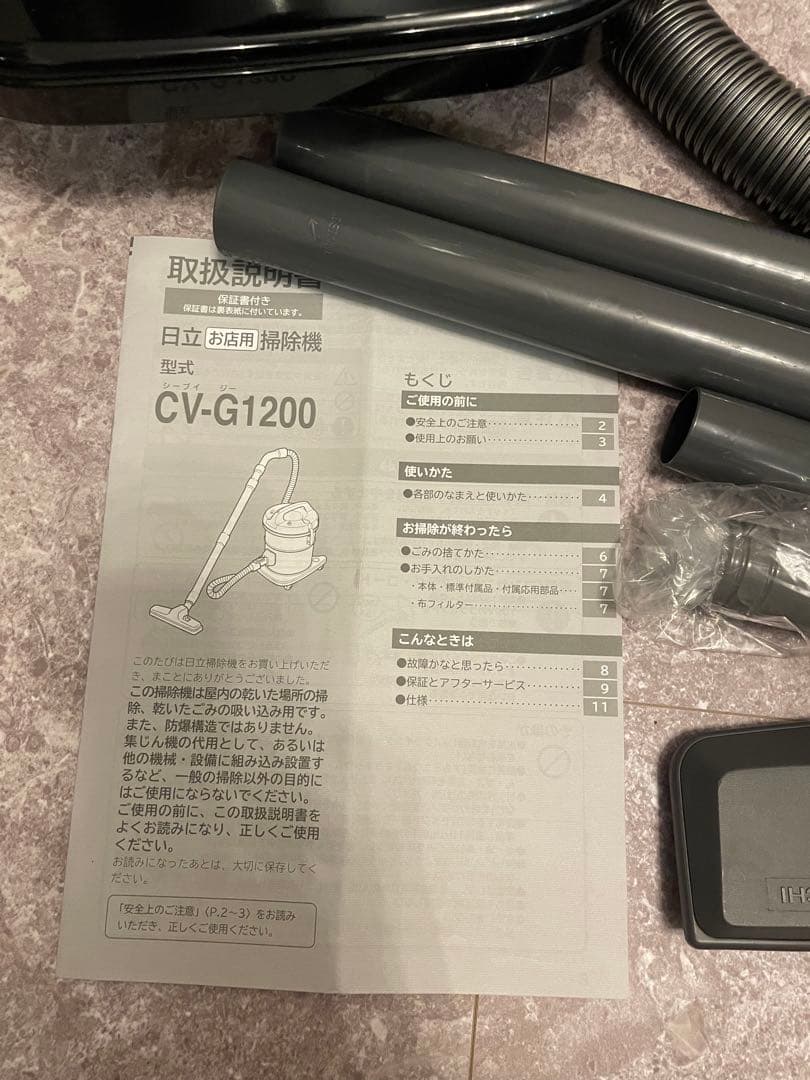 取扱説明書
保証書付き
保証書は裏表紙に付いています。
日立 お店用 掃除機
型式
シーブイ ジー
CV-G1200
このたびは日立掃除機をお買い上げいただ
き、まことにありがとうございました。
この掃除機は屋内の乾いた場所の掃
除、乾いたごみの吸い込み用です。
また、防爆構造ではありません。
集じん機の代用として、あるいは
他の機械・設備に組み込み設置す
るなど、一般の掃除以外の目的に
はご使用にならないでください。
ご使用の前に、この取扱説明書を
よくお読みになり、正しくご使用
ください。
お読みになったあとは、大切に保存してく
ださい。
「安全上のご注意」(P.2〜3)をお読み
いただき、正しくご使用ください。
もくじ
ご使用の前に
●安全上のご注意 2
●使用上のお願い 3
使いかた
●各部のなまえと使いかた 4
お掃除が終わったら
●ごみの捨てかた 6
●お手入れのしかた 7
・本体・標準付属品・付属応用部品 7
・布フィルター 7
こんなときは
●故障かなと思ったら 8
●保証とアフターサービス 9
●仕様 11